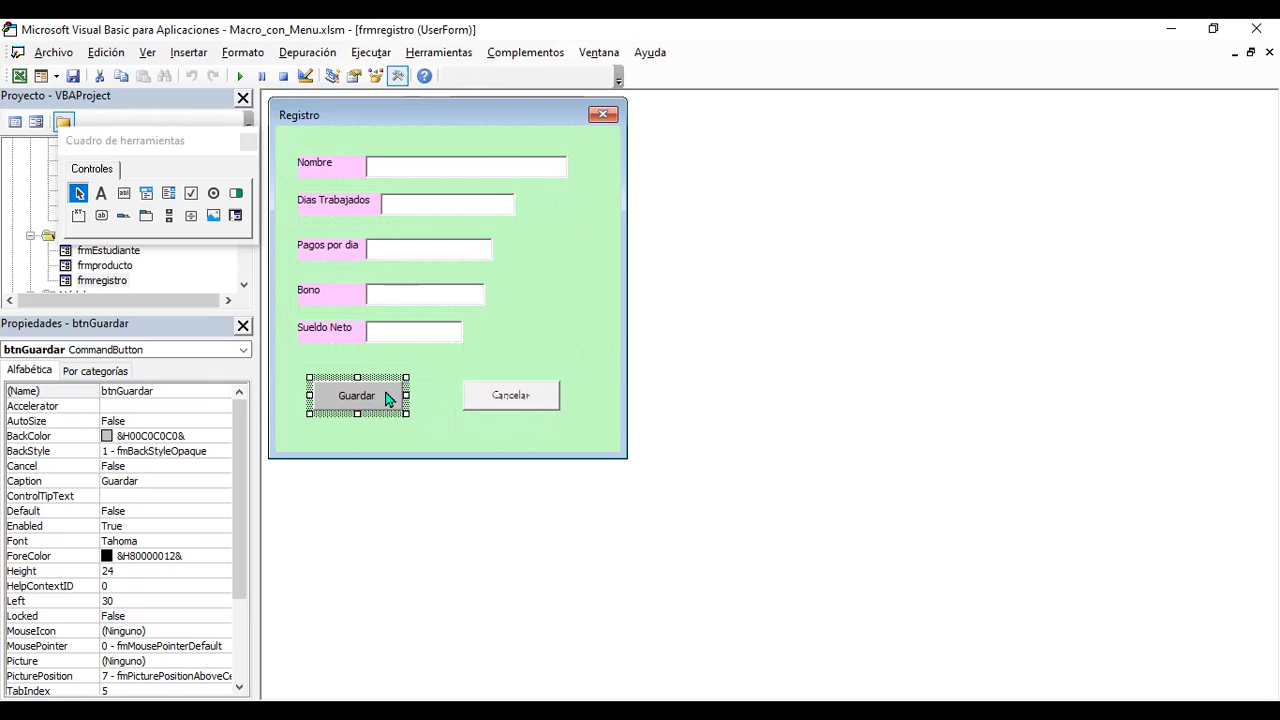 Microsoft Visual Basic para Aplicaciones - Macro_con_Menu.xlsm - [frmregistro (UserForm)]
Archivo Edición Ver Insertar Formato Depuración Ejecutar Herramientas Complementos Ventana Ayuda
Proyecto - VBAProject
Cuadro de herramientas
Controles
frmEstudiante
frmproducto
frmregistro
Propiedades - btnGuardar
btnGuardar CommandButton
Alfabética Por categorías
(Name) btnGuardar
Accelerator
AutoSize False
BackColor &H00C0C0C0&
BackStyle 1 - fmBackStyleOpaque
Cancel False
Caption Guardar
ControlTipText
Default False
Enabled True
Font Tahoma
ForeColor &H80000012&
Height 24
HelpContextID 0
Left 30
Locked False
MouseIcon (Ninguno)
MousePointer 0 - fmMousePointerDefault
Picture (Ninguno)
PicturePosition 7 - fmPicturePositionAboveCe
TabIndex 5
Registro
Nombre
Dias Trabajados
Pagos por dia
Bono
Sueldo Neto
Guardar Cancelar